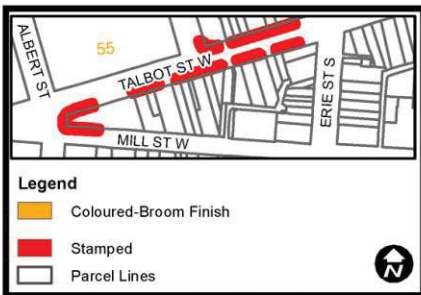 ALBERT ST
55
TALBOT ST W
ERIE ST S
MILL ST W
Legend
Coloured-Broom Finish
Stamped
Parcel Lines
N